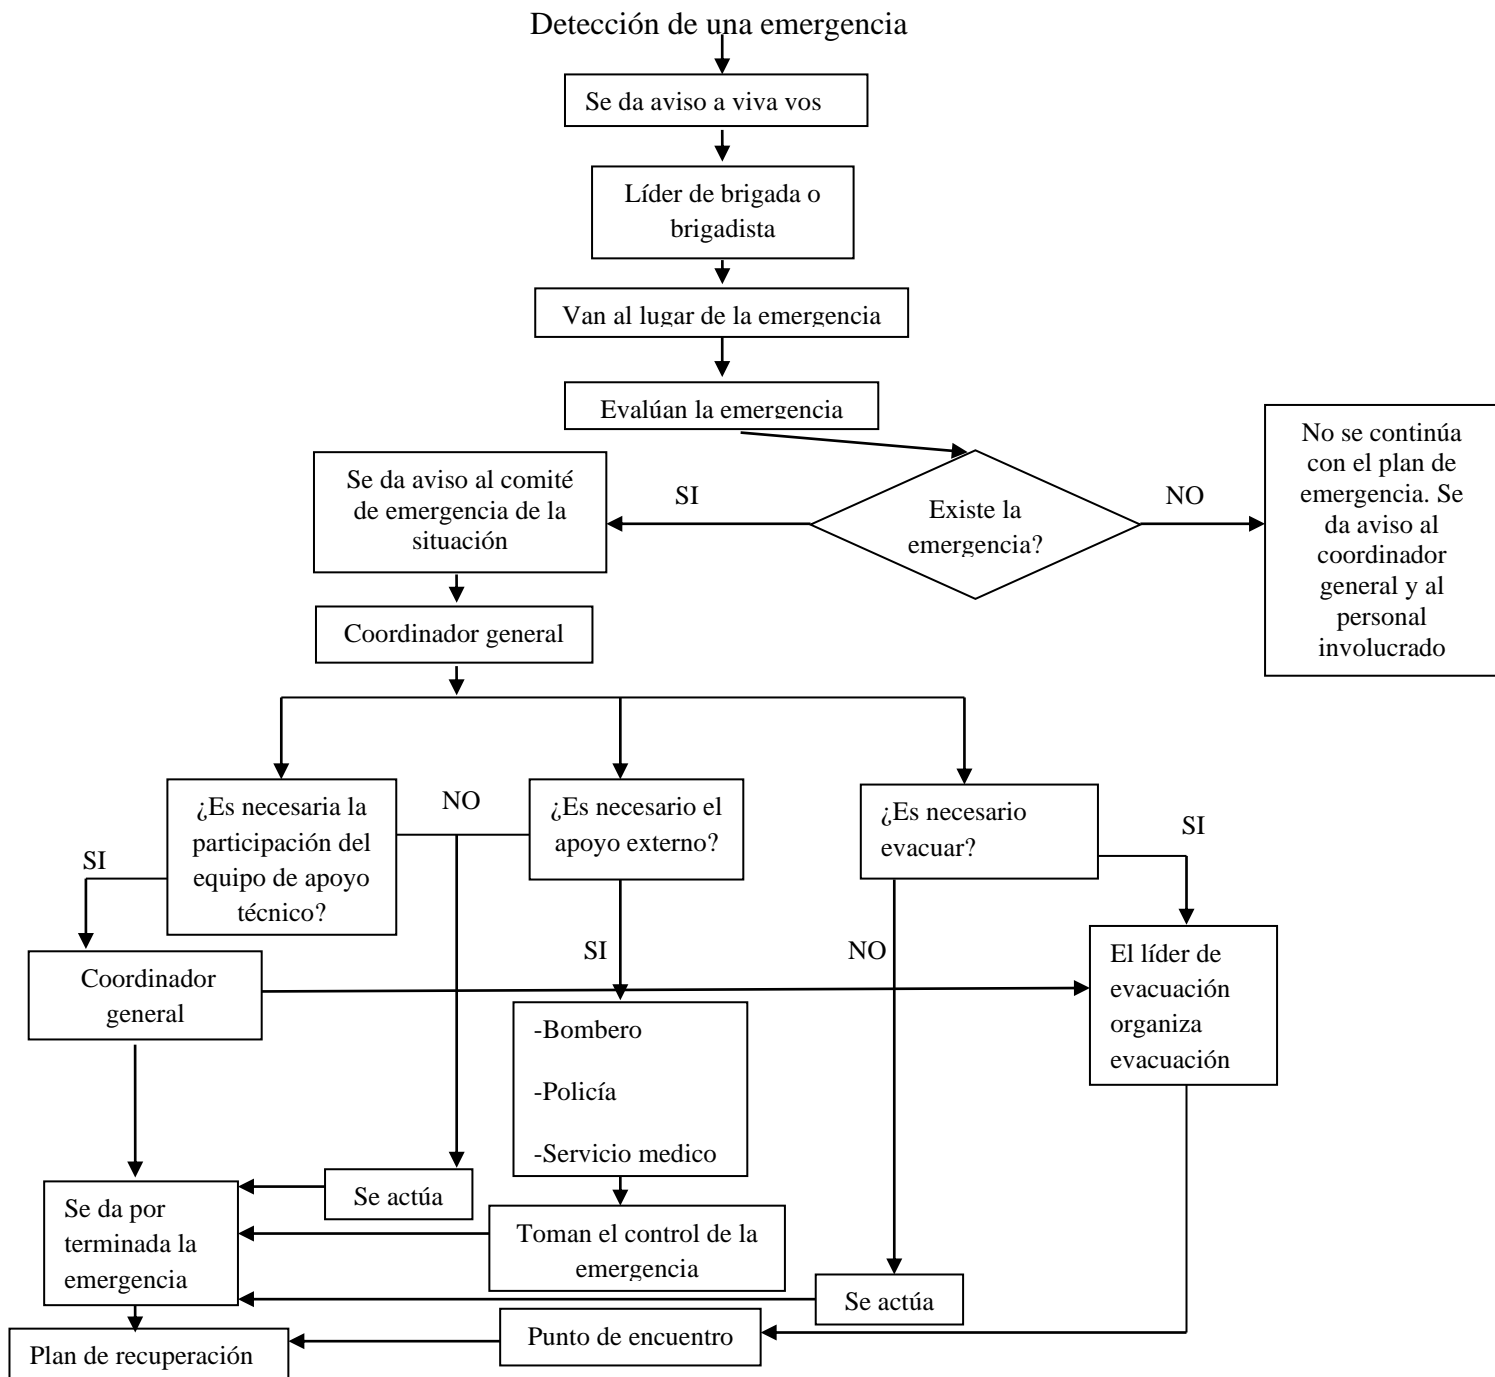 Detección de una emergencia
Se da aviso a viva vos
Líder de brigada o
brigadista
Van al lugar de la emergencia
Evalúan la emergencia
Existe la
emergencia?
SI
NO
Se da aviso al comité
de emergencia de la
situación
No se continúa
con el plan de
emergencia. Se
da aviso al
coordinador
general y al
personal
involucrado
Coordinador general
¿Es necesaria la
participación del
equipo de apoyo
técnico?
NO
¿Es necesario el
apoyo externo?
¿Es necesario
evacuar?
SI
SI
SI
NO
Coordinador
general
El líder de
evacuación
organiza
evacuación
-Bombero
-Policía
-Servicio medico
Se actúa
Se da por
terminada la
emergencia
Toman el control de la
emergencia
Se actúa
Punto de encuentro
Plan de recuperación